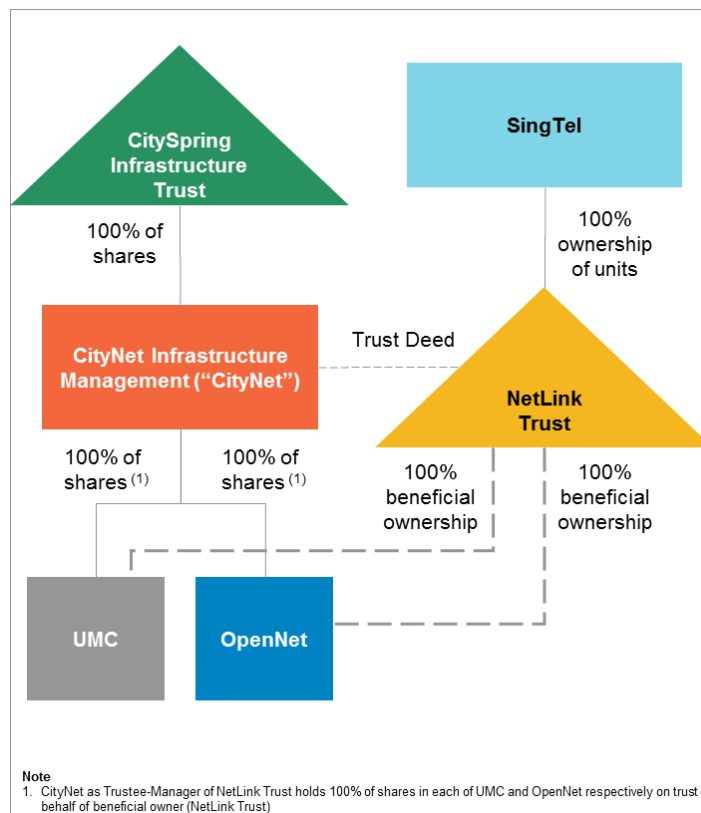 CitySpring
Infrastructure
Trust
SingTel
100% of
shares
100%
ownership
of units
CityNet Infrastructure
Management (“CityNet”)
Trust Deed
NetLink
Trust
100% of
shares (1)
100% of
shares (1)
100%
beneficial
ownership
100%
beneficial
ownership
UMC
OpenNet
Note
1. CityNet as Trustee-Manager of NetLink Trust holds 100% of shares in each of UMC and OpenNet respectively on trust
behalf of beneficial owner (NetLink Trust)